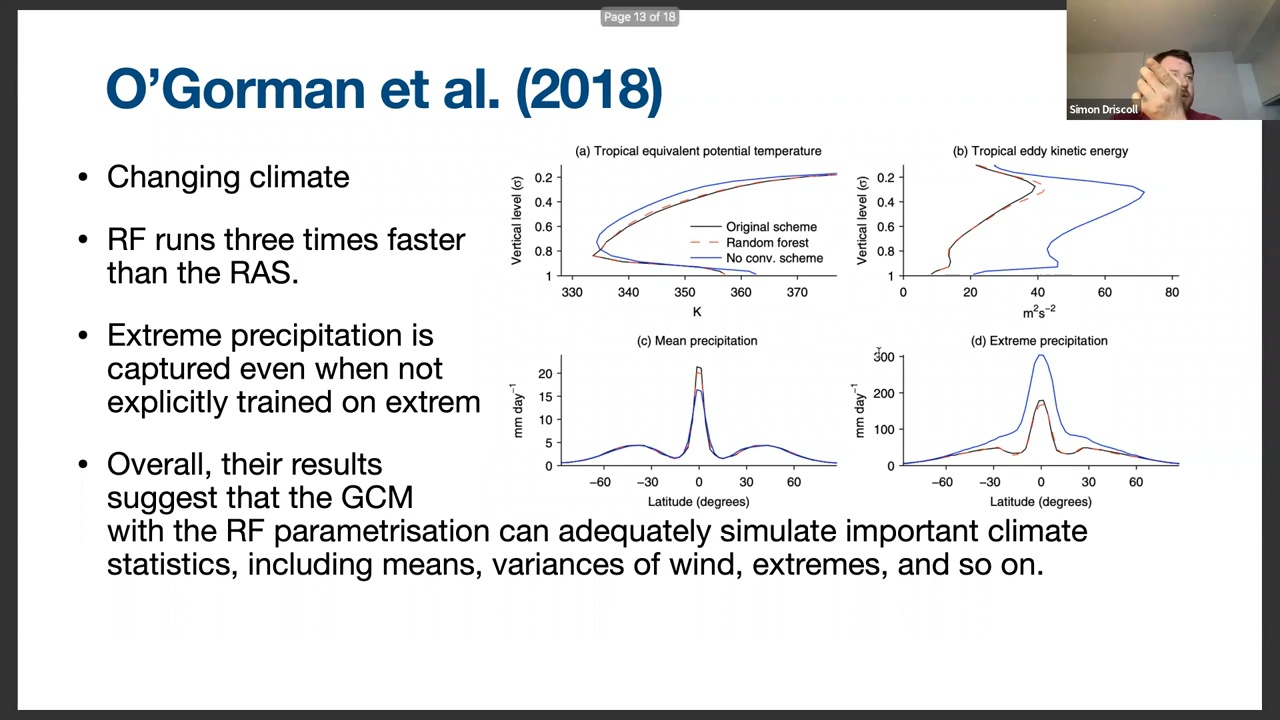 Page 13 of 18
Simon Driscoll
O’Gorman et al. (2018)
• Changing climate
• RF runs three times faster
than the RAS.
• Extreme precipitation is
captured even when not
explicitly trained on extrem
• Overall, their results
suggest that the GCM
with the RF parametrisation can adequately simulate important climate
statistics, including means, variances of wind, extremes, and so on.
(a) Tropical equivalent potential temperature
Vertical level (σ)
0.2
0.4
0.6
0.8
1
Original scheme
Random forest
No conv. scheme
330 340 350 360 370
K
(b) Tropical eddy kinetic energy
Vertical level (σ)
0.2
0.4
0.6
0.8
1
0 20 40 60 80
m²s⁻²
(c) Mean precipitation
mm day⁻¹
20
15
10
5
0
−60 −30 0 30 60
Latitude (degrees)
(d) Extreme precipitation
mm day⁻¹
300
200
100
0
−60 −30 0 30 60
Latitude (degrees)